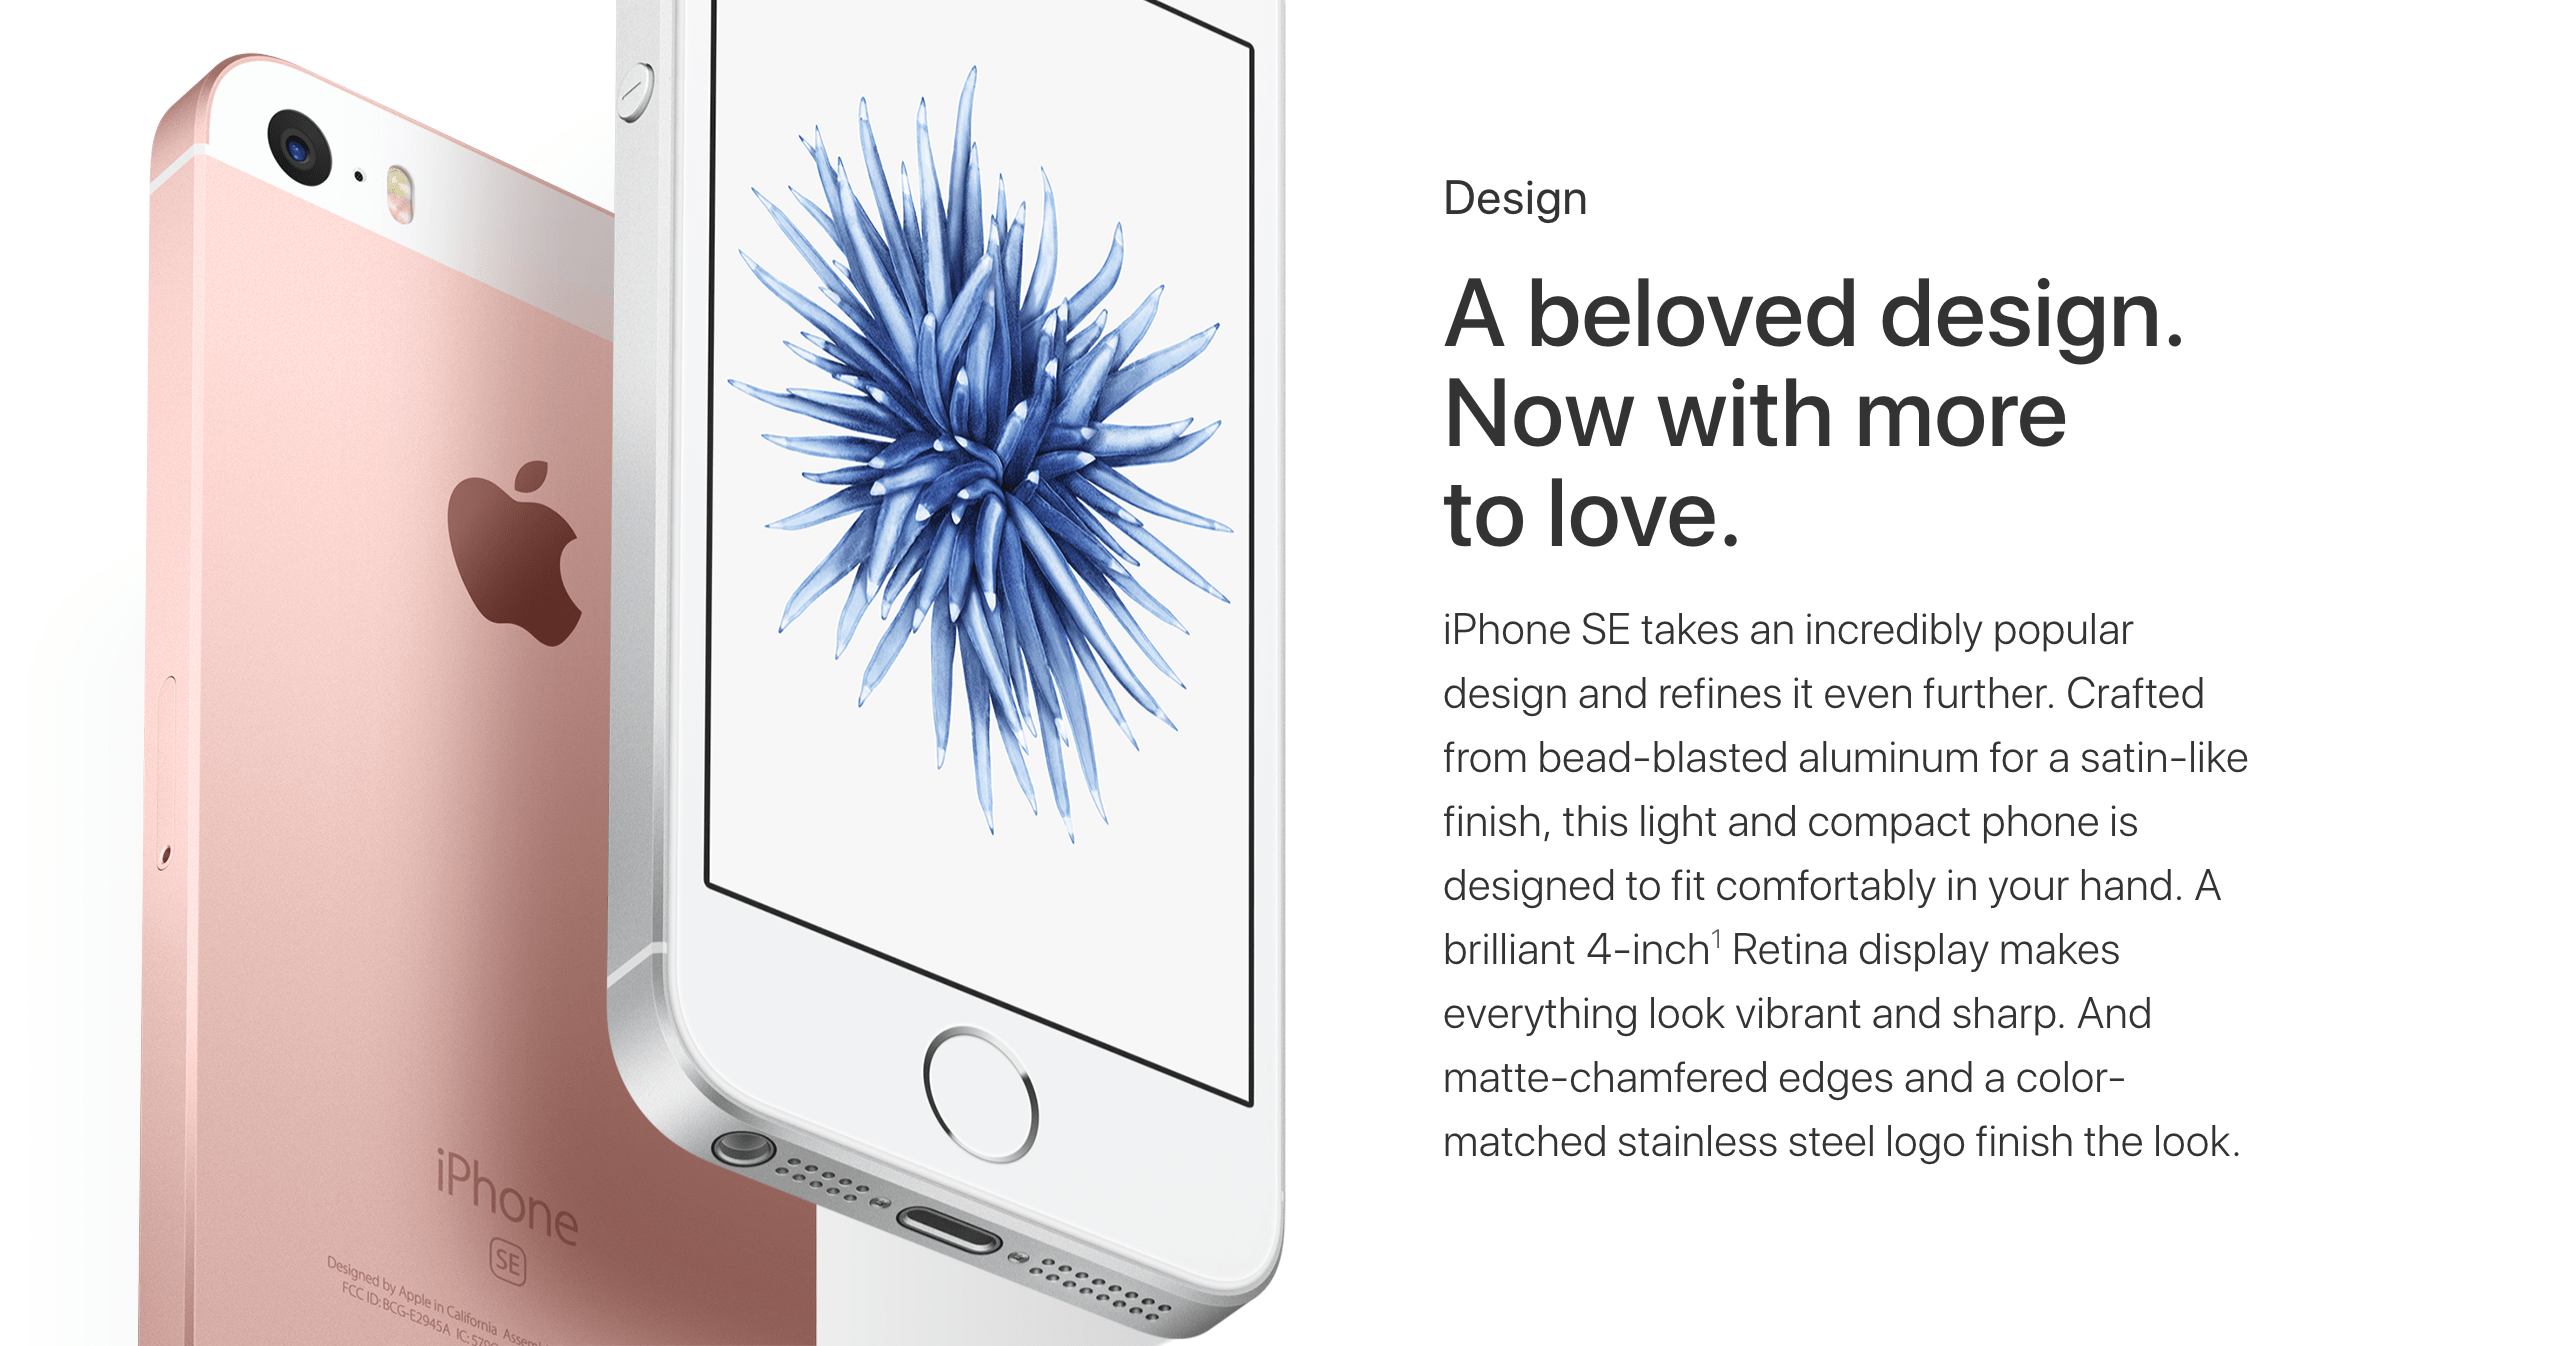 Design
A beloved design.
Now with more
to love.
iPhone SE takes an incredibly popular
design and refines it even further. Crafted
from bead-blasted aluminum for a satin-like
finish, this light and compact phone is
designed to fit comfortably in your hand. A
brilliant 4-inch¹ Retina display makes
everything look vibrant and sharp. And
matte-chamfered edges and a color-
matched stainless steel logo finish the look.
iPhone
SE
Designed by Apple in California
FCC ID: BCG-E2945A IC: